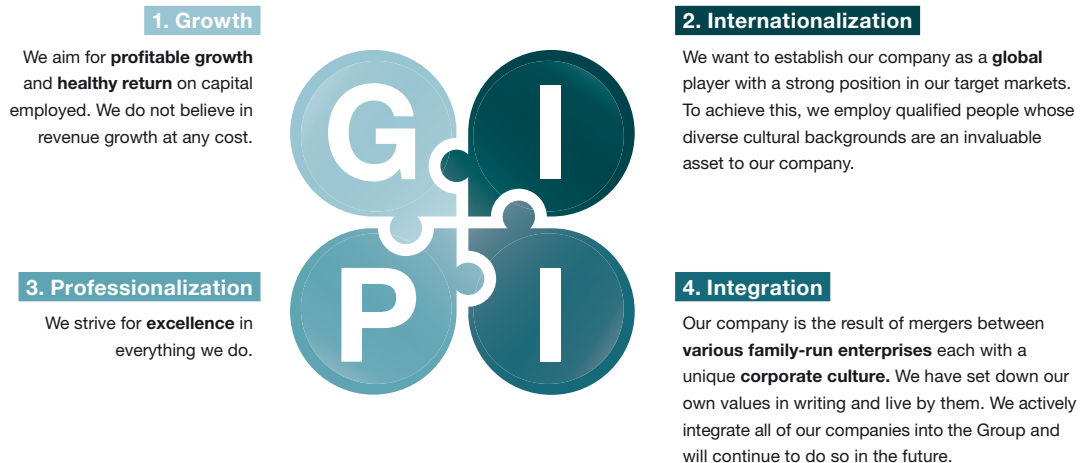 1. Growth
We aim for profitable growth
and healthy return on capital
employed. We do not believe in
revenue growth at any cost.
G
I
2. Internationalization
We want to establish our company as a global
player with a strong position in our target markets.
To achieve this, we employ qualified people whose
diverse cultural backgrounds are an invaluable
asset to our company.
3. Professionalization
We strive for excellence in
everything we do.
P
I
4. Integration
Our company is the result of mergers between
various family-run enterprises each with a
unique corporate culture. We have set down our
own values in writing and live by them. We actively
integrate all of our companies into the Group and
will continue to do so in the future.